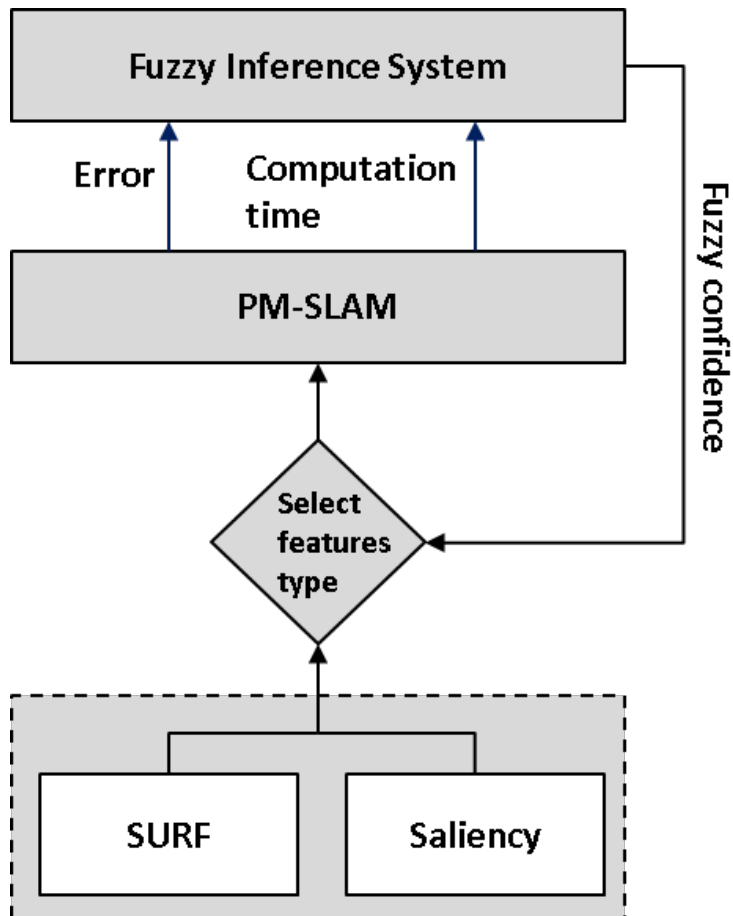 Fuzzy Inference System
Error
Computation
time
Fuzzy confidence
PM-SLAM
Select
features
type
SURF
Saliency